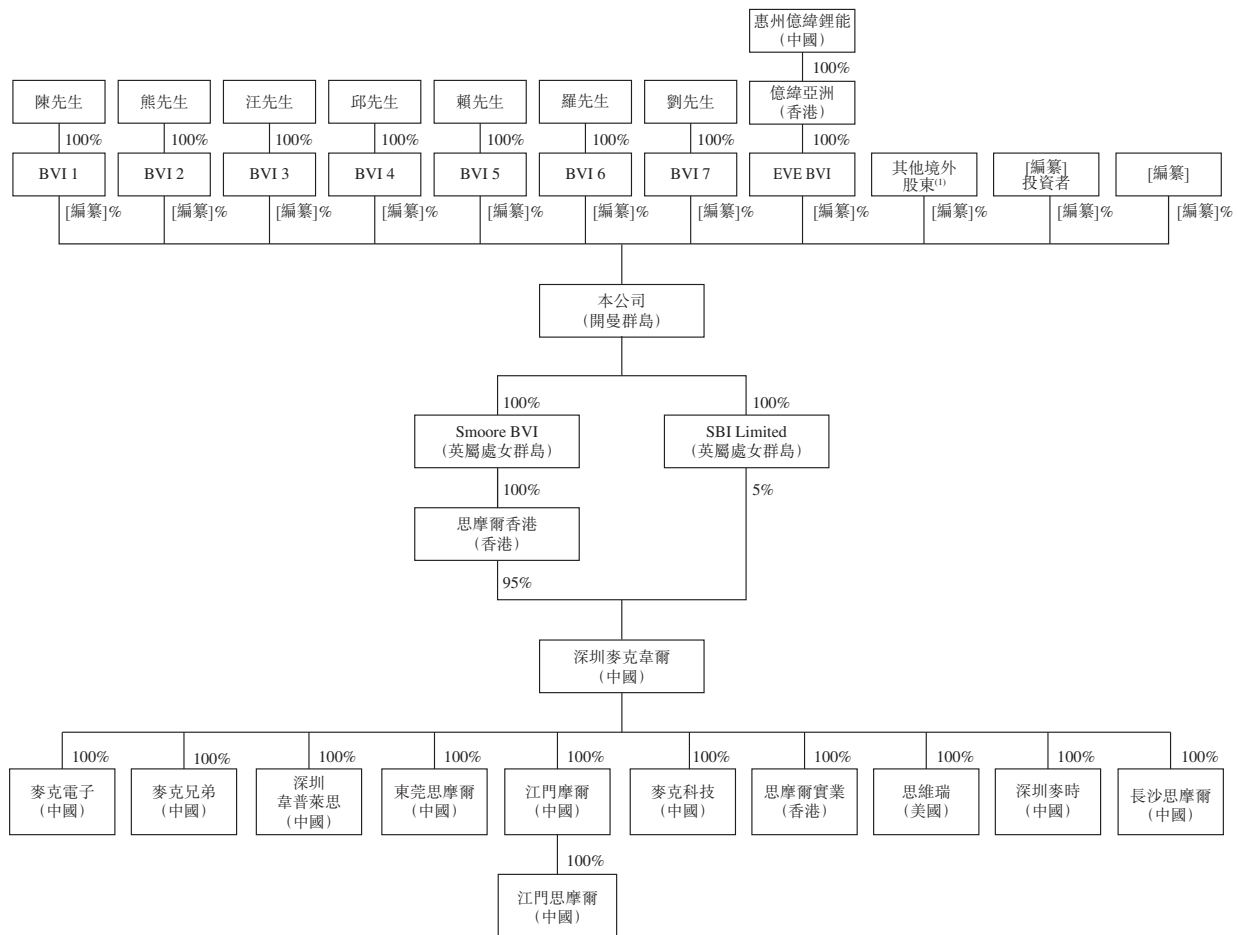 惠州億緯鋰能
（中國）
100%
陳先生
熊先生
汪先生
邱先生
賴先生
羅先生
劉先生
億緯亞洲
（香港）
100%
100%
100%
100%
100%
100%
100%
100%
BVI 1
BVI 2
BVI 3
BVI 4
BVI 5
BVI 6
BVI 7
EVE BVI
其他境外
股東(1)
[編纂]
投資者
[編纂]
[編纂]%
[編纂]%
[編纂]%
[編纂]%
[編纂]%
[編纂]%
[編纂]%
[編纂]%
[編纂]%
[編纂]%
[編纂]%
本公司
（開曼群島）
100%
100%
Smoore BVI
（英屬處女群島）
SBI Limited
（英屬處女群島）
100%
5%
思摩爾香港
（香港）
95%
深圳麥克韋爾
（中國）
100%
100%
100%
100%
100%
100%
100%
100%
100%
100%
麥克電子
（中國）
麥克兄弟
（中國）
深圳
韋普萊思
（中國）
東莞思摩爾
（中國）
江門摩爾
（中國）
麥克科技
（中國）
思摩爾實業
（香港）
思維瑞
（美國）
深圳麥時
（中國）
長沙思摩爾
（中國）
100%
江門思摩爾
（中國）